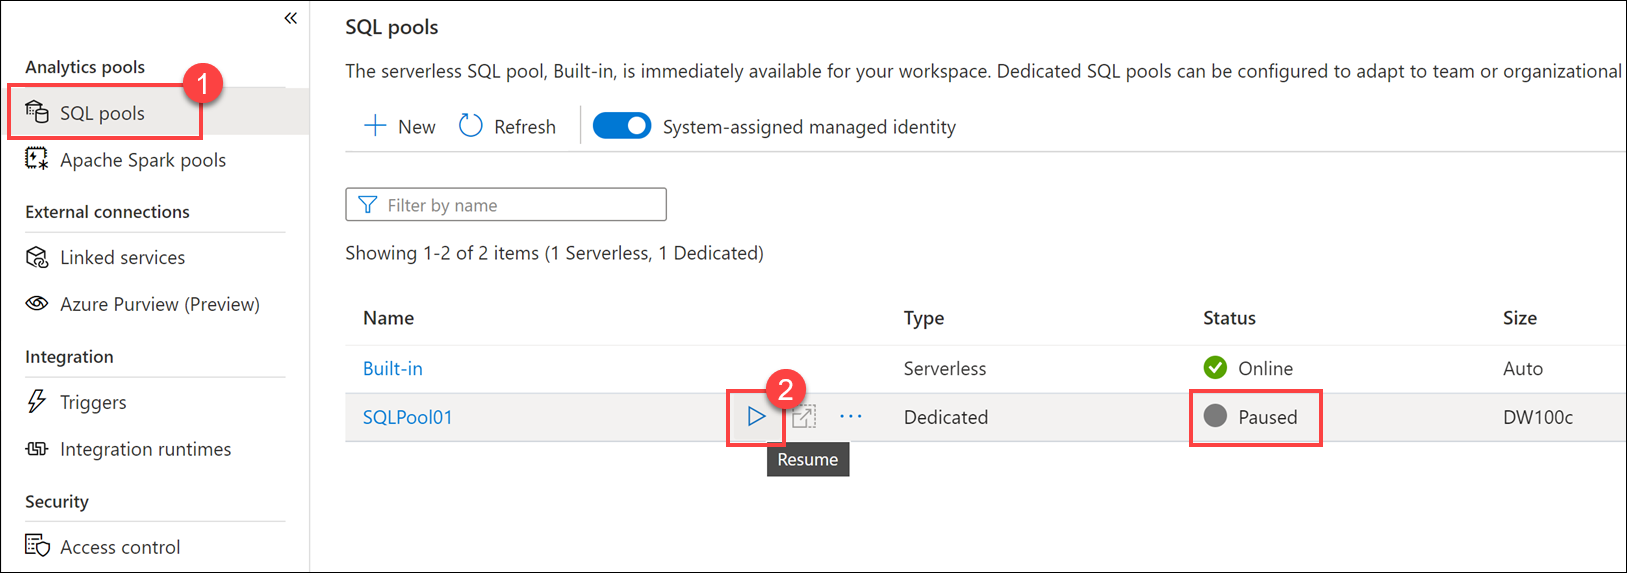 «
Analytics pools
1
SQL pools
Apache Spark pools
External connections
Linked services
Azure Purview (Preview)
Integration
Triggers
Integration runtimes
Security
Access control
SQL pools
The serverless SQL pool, Built-in, is immediately available for your workspace. Dedicated SQL pools can be configured to adapt to team or organizational
New Refresh System-assigned managed identity
Filter by name
Showing 1-2 of 2 items (1 Serverless, 1 Dedicated)
Name Type Status Size
Built-in Serverless Online Auto
2
SQLPool01 ... Dedicated Paused DW100c
Resume